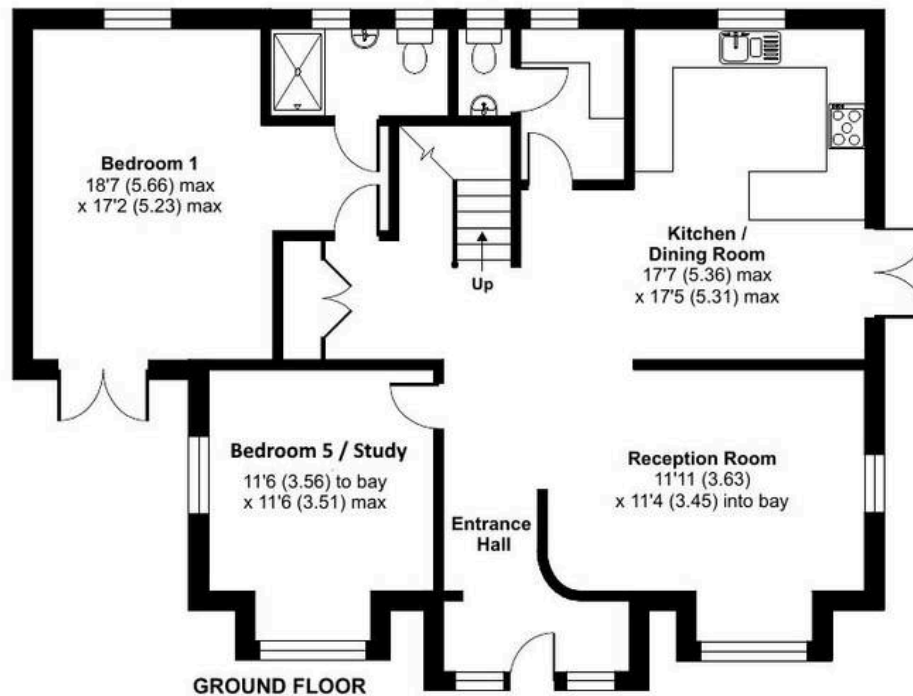 Bedroom 1
18'7 (5.66) max
x 17'2 (5.23) max
Kitchen /
Dining Room
17'7 (5.36) max
x 17'5 (5.31) max
Up
Bedroom 5 / Study
11'6 (3.56) to bay
x 11'6 (3.51) max
Reception Room
11'11 (3.63)
x 11'4 (3.45) into bay
Entrance
Hall
GROUND FLOOR